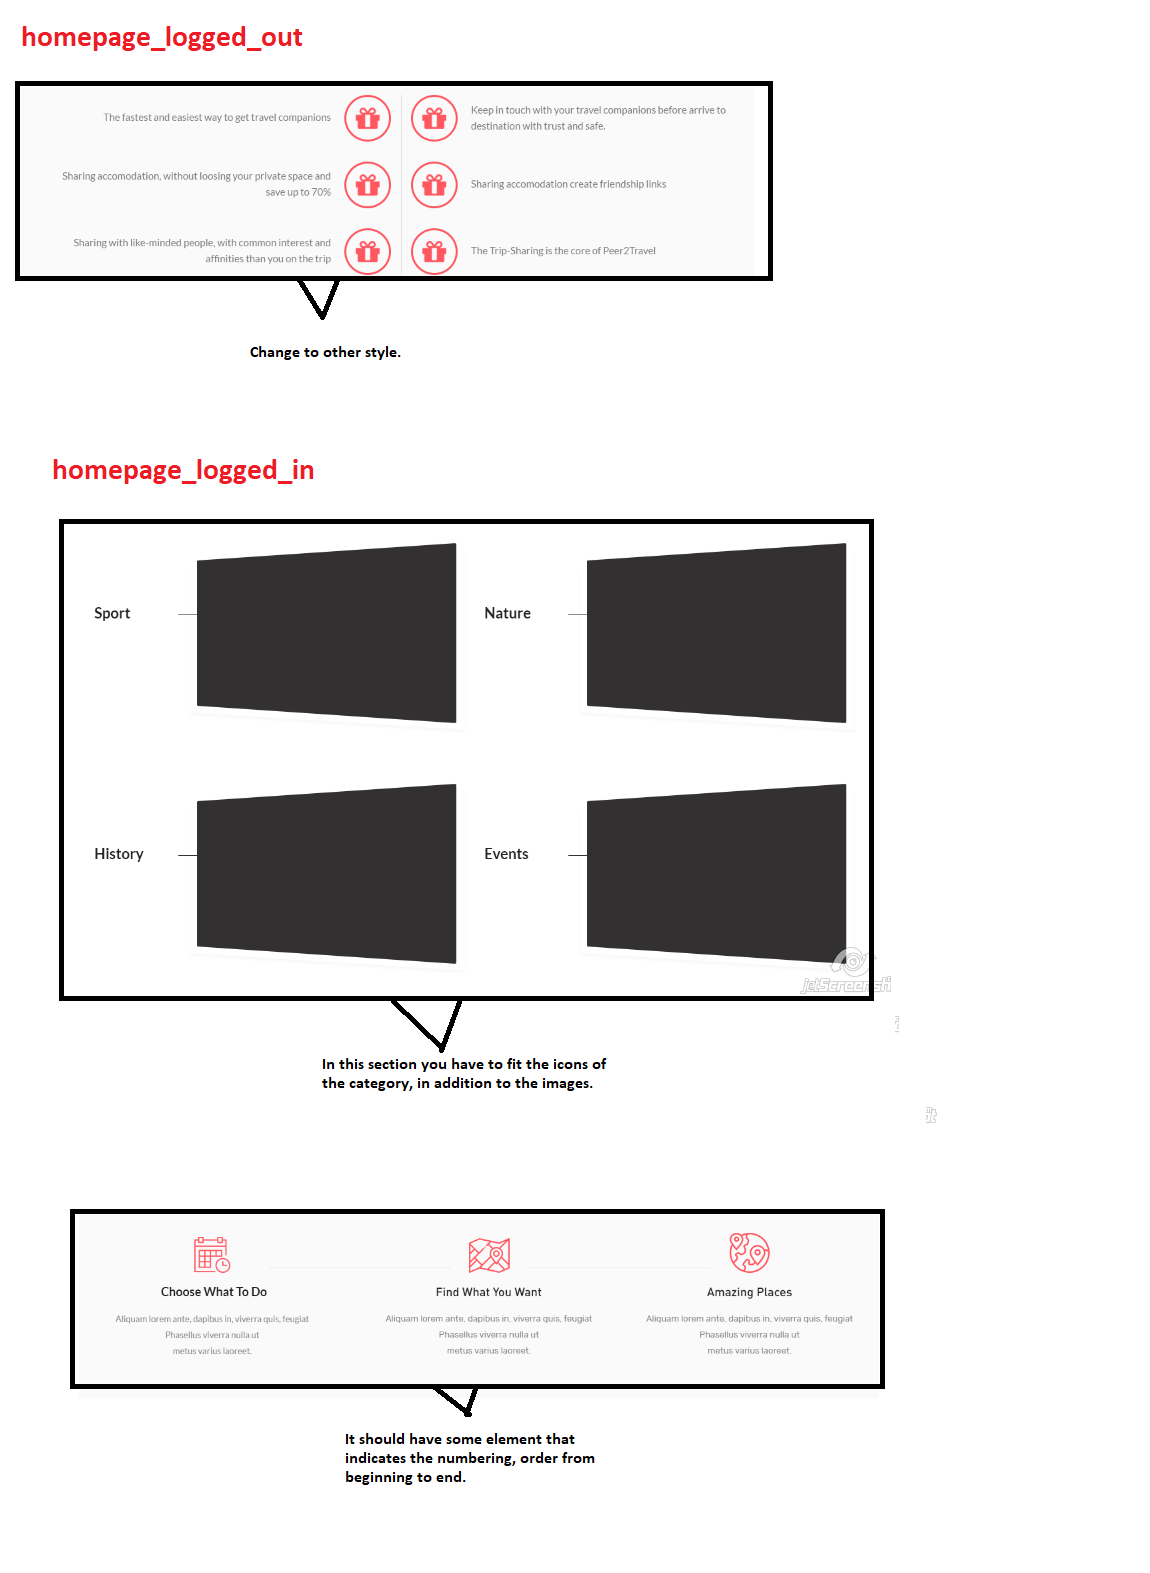 homepage_logged_out
The fastest and easiest way to get travel companions
Keep in touch with your travel companions before arrive to
destination with trust and safe.
Sharing accomodation, without loosing your private space and
save up to 70%
Sharing accomodation create friendship links
Sharing with like-minded people, with common interest and
affinities than you on the trip
The Trip-Sharing is the core of Peer2Travel
Change to other style.
homepage_logged_in
Sport
Nature
History
Events
jetScreensh
In this section you have to fit the icons of
the category, in addition to the images.
Choose What To Do
Aliquam lorem ante, dapibus in, viverra quis, feugiat
Phasellus viverra nulla ut
metus varius laoreet.
Find What You Want
Aliquam lorem ante, dapibus in, viverra quis, feugiat
Phasellus viverra nulla ut
metus varius laoreet.
Amazing Places
Aliquam lorem ante, dapibus in, viverra quis, feugiat
Phasellus viverra nulla ut
metus varius laoreet.
It should have some element that
indicates the numbering, order from
beginning to end.